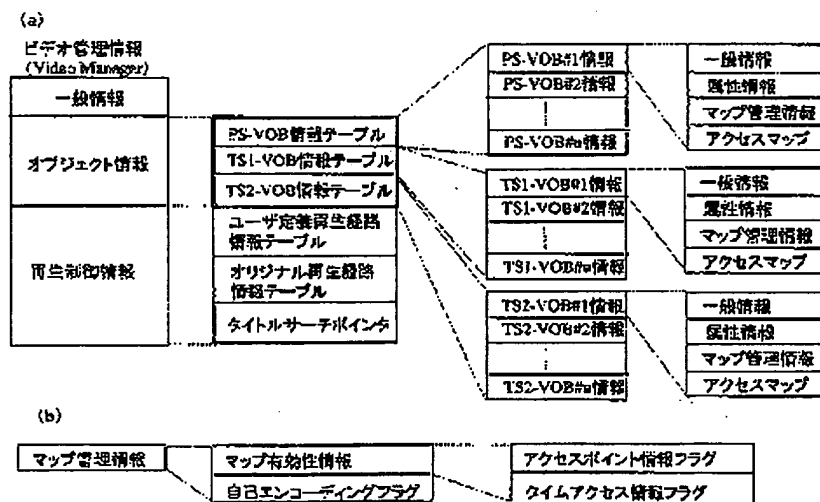 (a)
ビデオ管理情報
(Video Manager)
一般情報
オブジェクト情報
再生制御情報
PS-VOB情報テーブル
TS1-VOB情報テーブル
TS2-VOB情報テーブル
ユーザ定義再生経路
情報テーブル
オリジナル再生経路
情報テーブル
タイトルサーチポインタ
PS-VOB#1情報
PS-VOB#2情報
PS-VOB#n情報
一般情報
属性情報
マップ管理情報
アクセスマップ
TS1-VOB#1情報
TS1-VOB#2情報
TS1-VOB#n情報
一般情報
属性情報
マップ管理情報
アクセスマップ
TS2-VOB#1情報
TS2-VOB#2情報
TS2-VOB#n情報
一般情報
属性情報
マップ管理情報
アクセスマップ
(b)
マップ管理情報
マップ有効性情報
自己エンコーディングフラグ
アクセスポイント情報フラグ
タイムアクセス情報フラグ